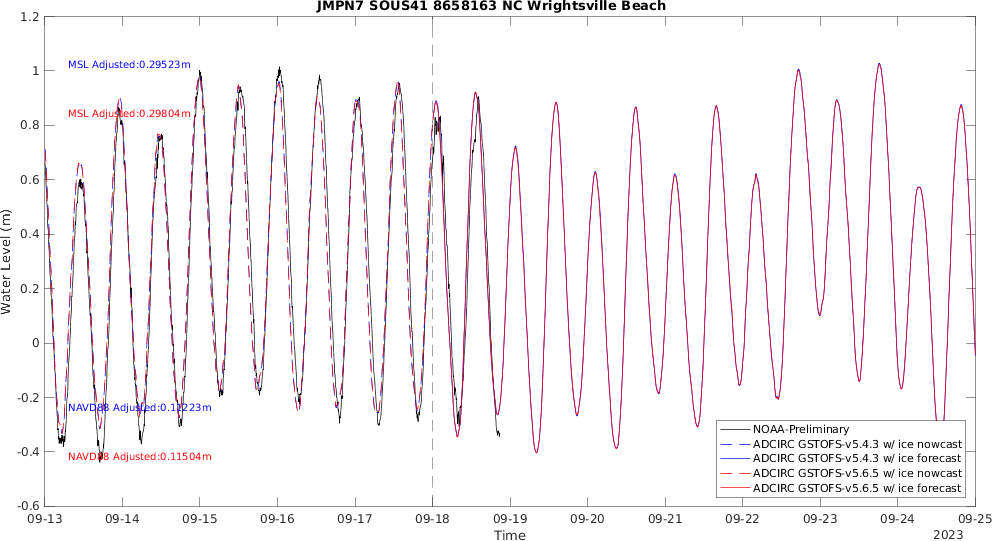 JMPN7 SOUS41 8658163 NC Wrightsville Beach
1.2
1
0.8
0.6
0.4
0.2
0
-0.2
-0.4
-0.6
Water Level (m)
MSL Adjusted:0.29523m
MSL Adjusted:0.29804m
NAVD88 Adjusted:0.11223m
NAVD88 Adjusted:0.11504m
NOAA-Preliminary
ADCIRC GSTOFS-v5.4.3 w/ ice nowcast
ADCIRC GSTOFS-v5.4.3 w/ ice forecast
ADCIRC GSTOFS-v5.6.5 w/ ice nowcast
ADCIRC GSTOFS-v5.6.5 w/ ice forecast
09-13 09-14 09-15 09-16 09-17 09-18 09-19 09-20 09-21 09-22 09-23 09-24 09-25
Time
2023